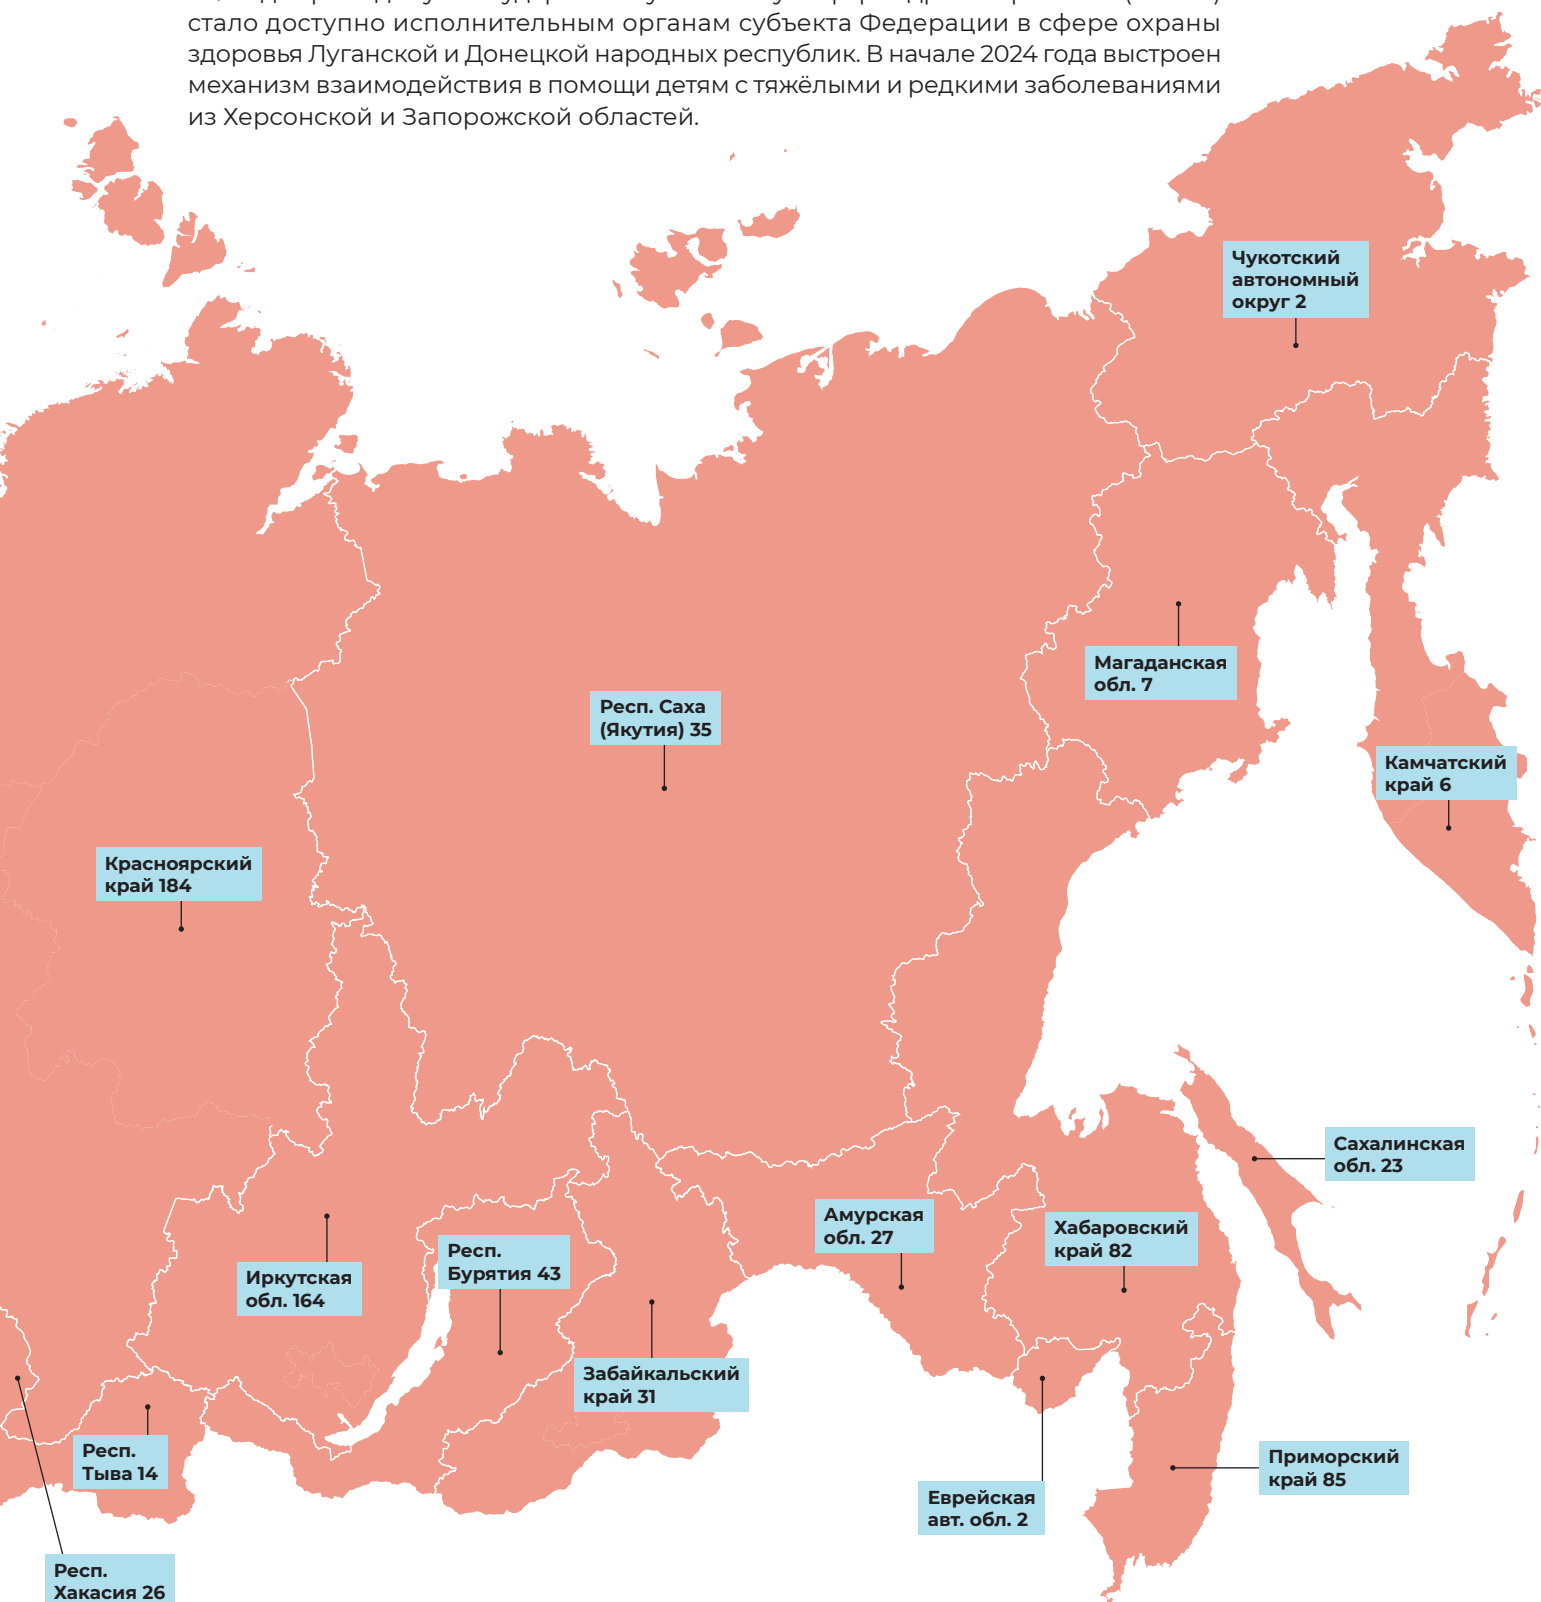 стало доступно исполнительным органам субъекта Федерации в сфере охраны
здоровья Луганской и Донецкой народных республик. В начале 2024 года выстроен
механизм взаимодействия в помощи детям с тяжёлыми и редкими заболеваниями
из Херсонской и Запорожской областей.
Чукотский
автономный
округ 2
Магаданская
обл. 7
Респ. Саха
(Якутия) 35
Камчатский
край 6
Красноярский
край 184
Сахалинская
обл. 23
Амурская
обл. 27
Хабаровский
край 82
Респ.
Бурятия 43
Иркутская
обл. 164
Забайкальский
край 31
Респ.
Тыва 14
Приморский
край 85
Еврейская
авт. обл. 2
Респ.
Хакасия 26